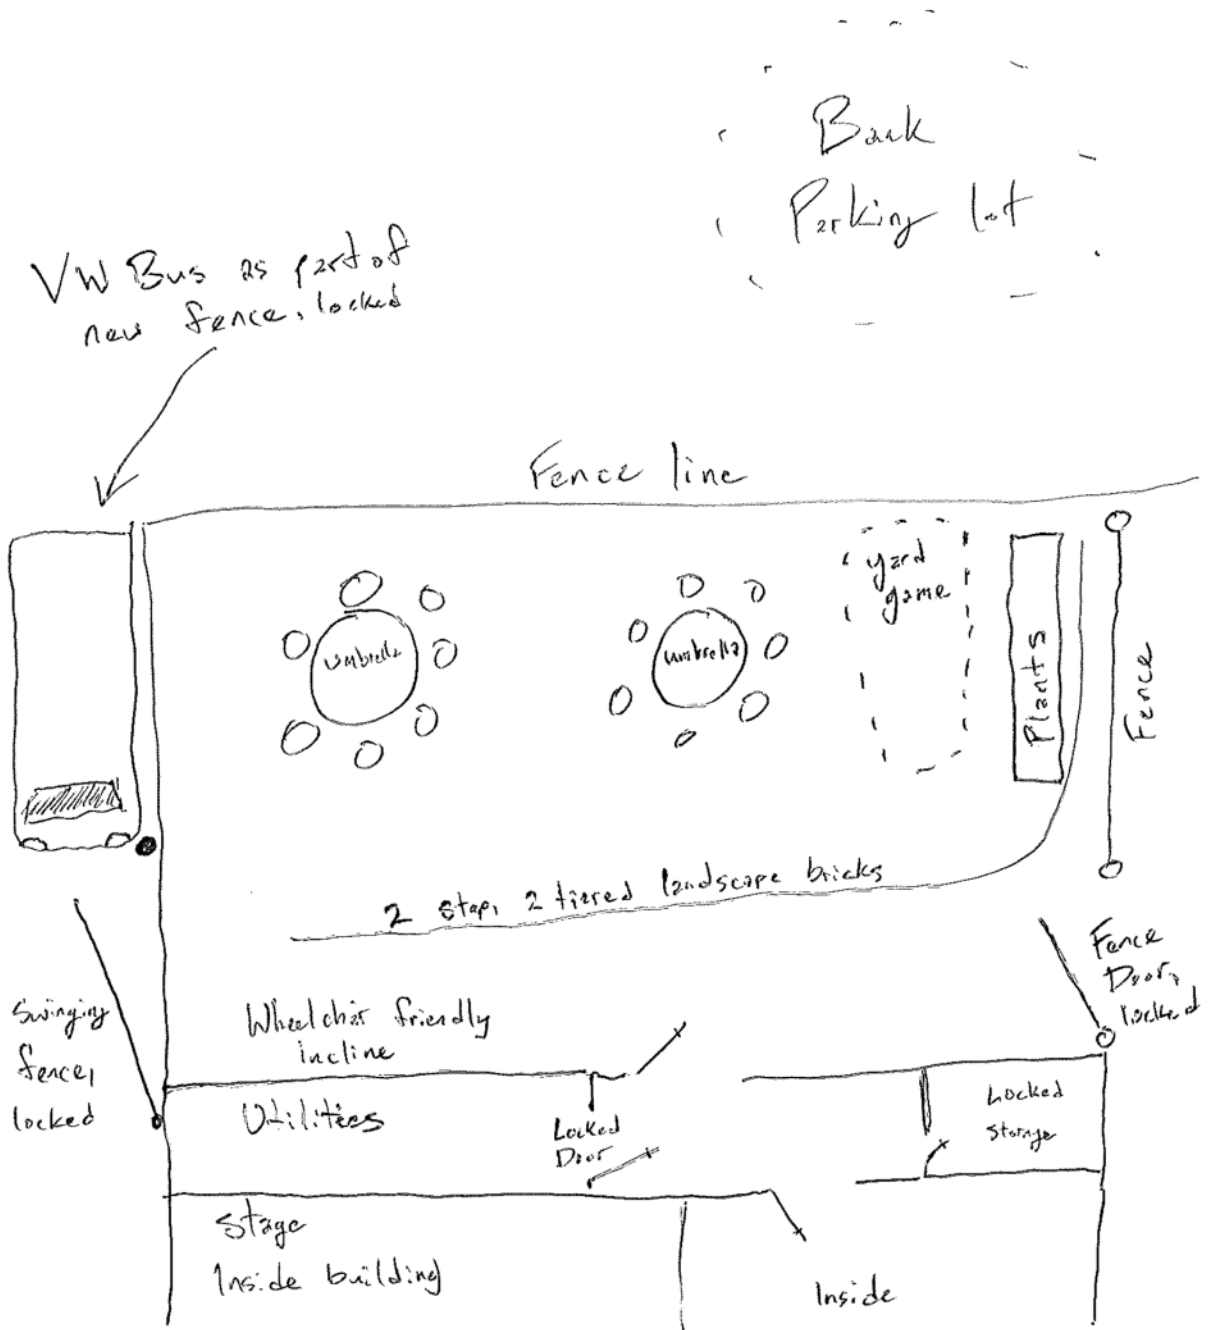 Back
Parking lot
VW Bus as part of
new fence, locked
Fence line
yard
game
umbrella
umbrella
Plants
Fence
2 step, 2 tiered landscape bricks
Fence
Door,
locked
Swinging
fence,
locked
Wheelchair friendly
incline
Utilities
Locked
Door
Locked
Storage
Stage
Inside building
Inside